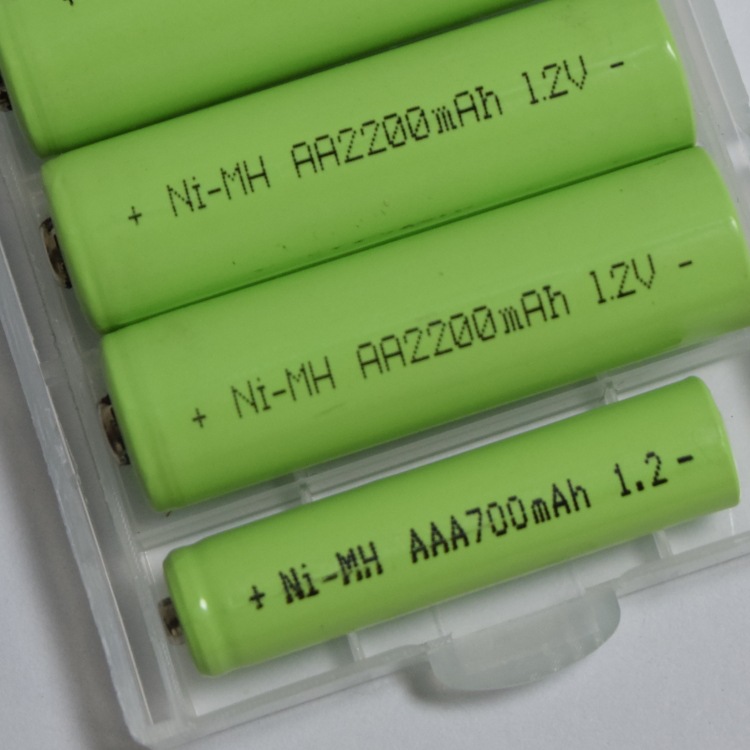 + Ni-MH AA2200mAh 1.2V -
+ Ni-MH AA2200mAh 1.2V -
+ Ni-MH AAA700mAh 1.2 -